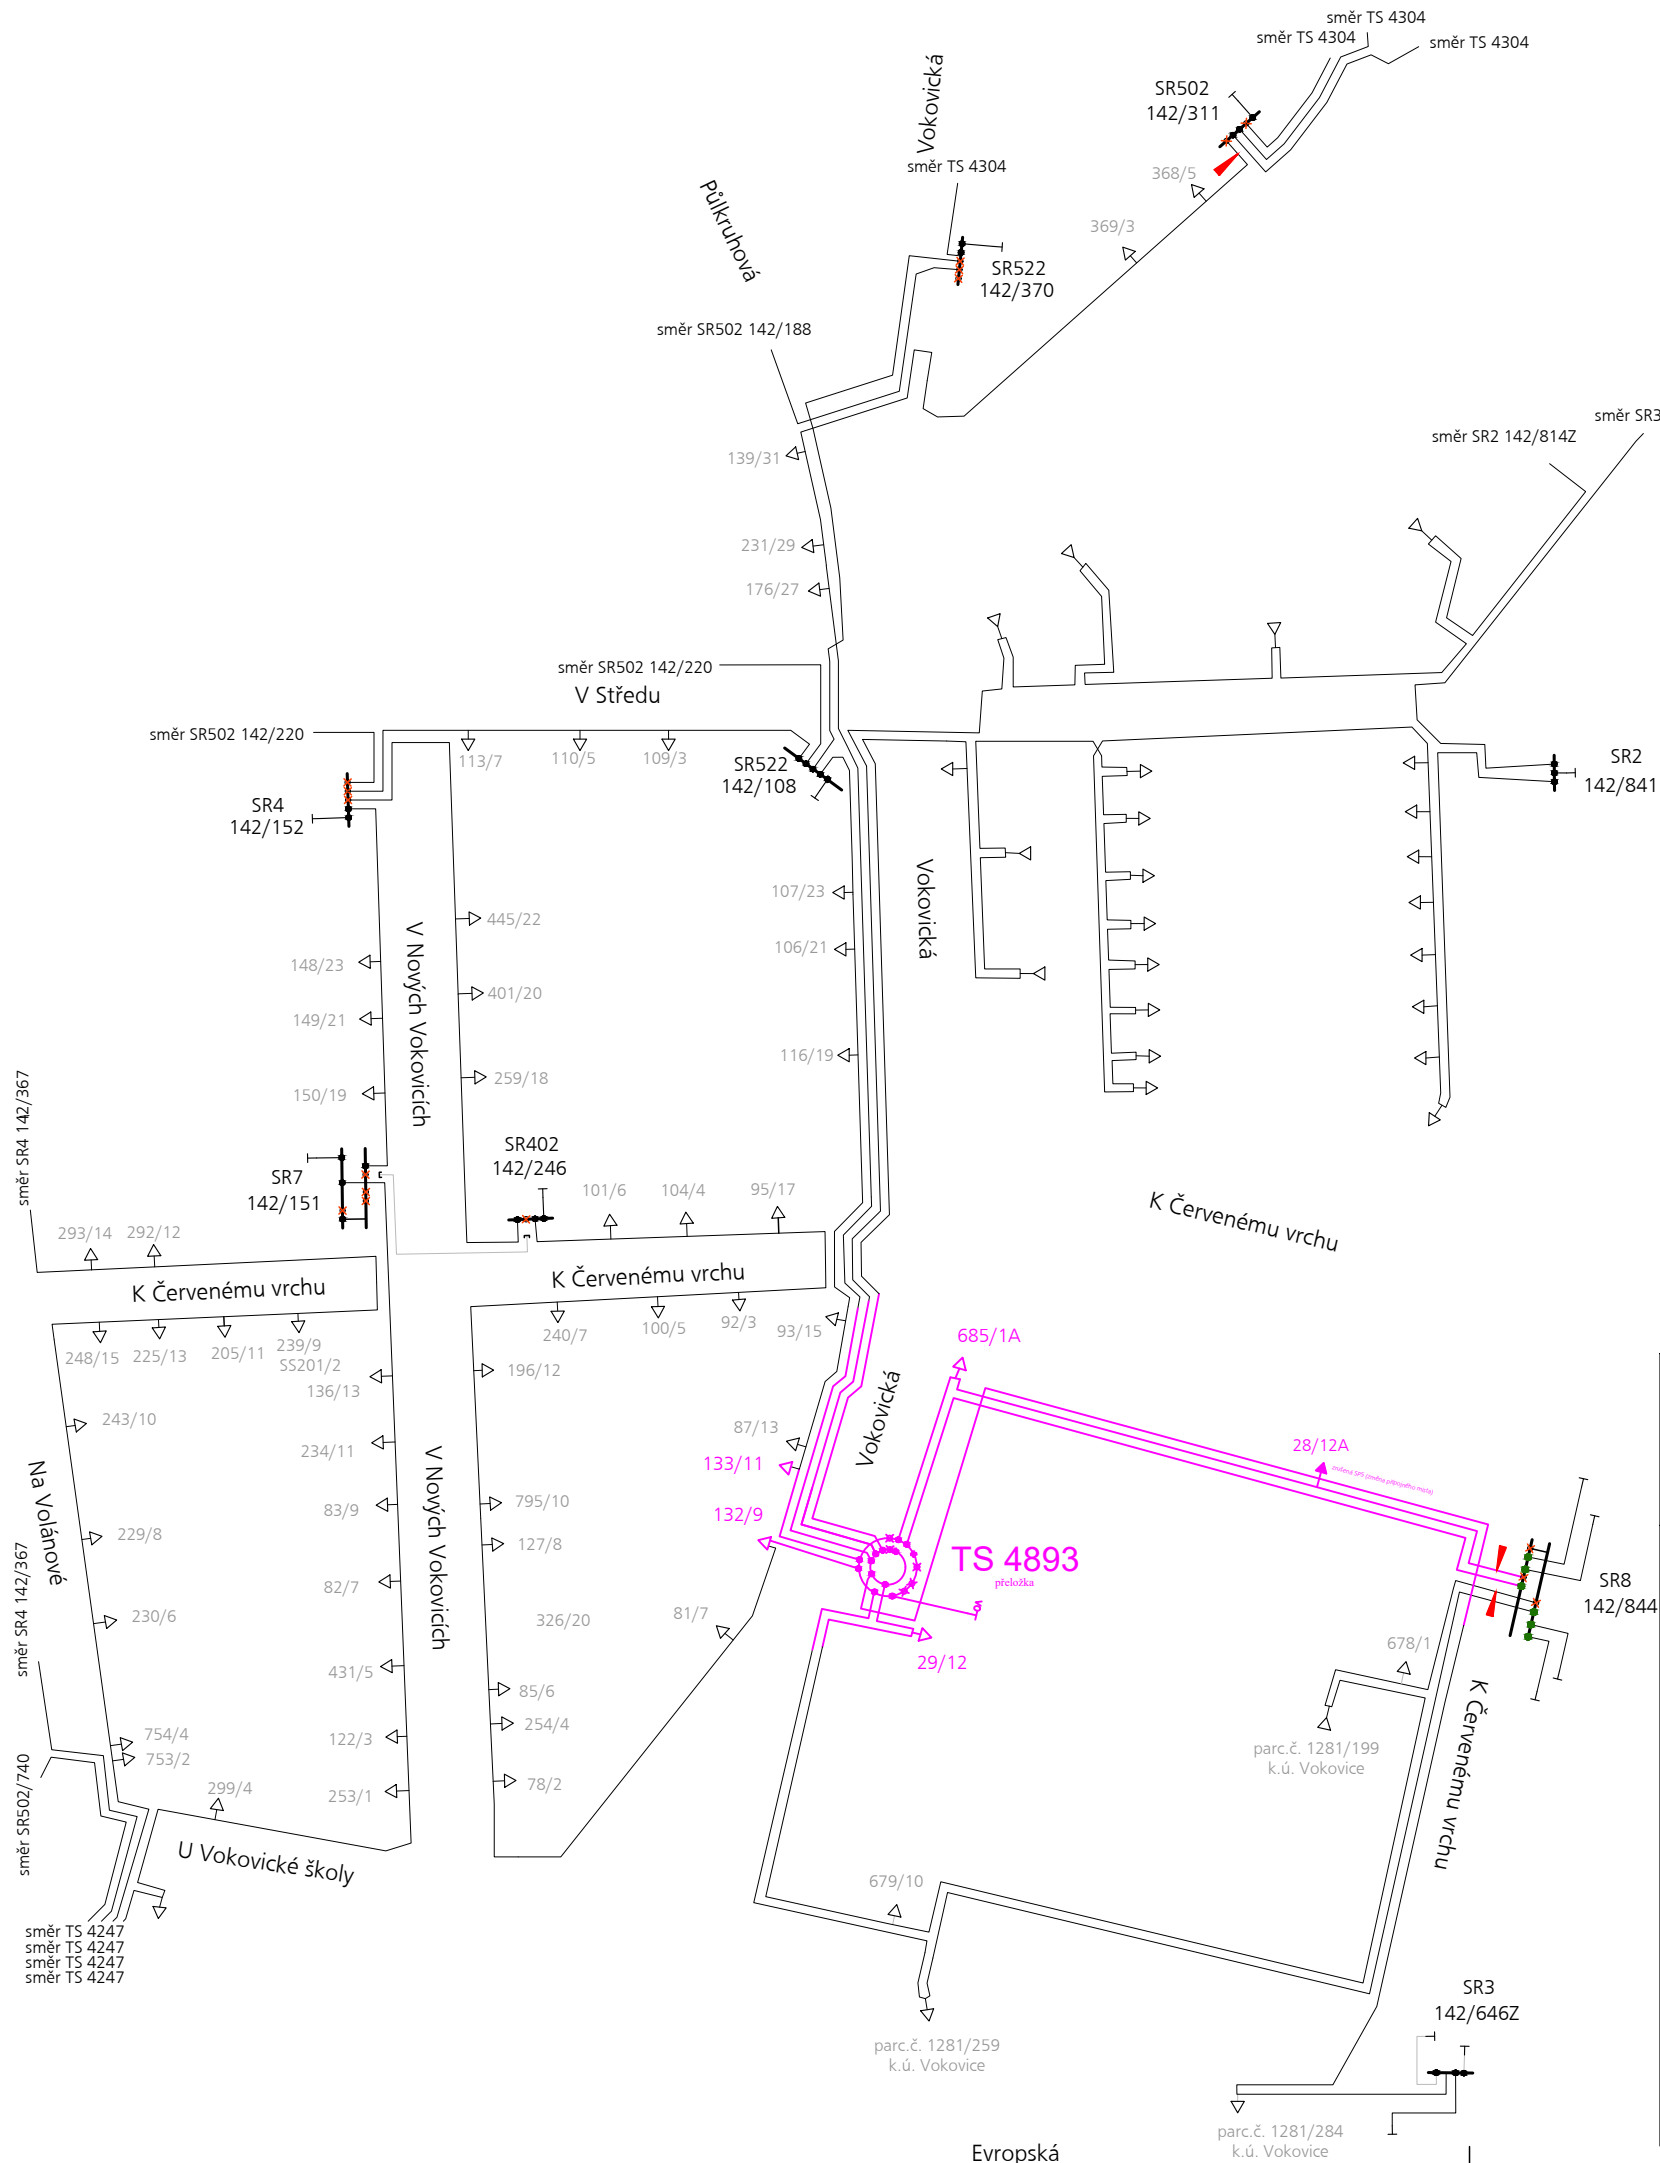 směr TS 4304
směr TS 4304
směr TS 4304
SR502
142/311
Vokovická
směr TS 4304
368/5
Půlkruhová
369/3
SR522
142/370
směr SR502 142/188
směr SR3
směr SR2 142/814Z
139/31
231/29
176/27
směr SR502 142/220
V Středu
směr SR502 142/220
113/7
110/5
109/3
SR522
142/108
SR2
142/841
SR4
142/152
107/23
Vokovická
445/22
106/21
V Nových Vokovicích
148/23
401/20
149/21
116/19
259/18
150/19
směr SR4 142/367
SR402
142/246
SR7
142/151
101/6
104/4
95/17
K Červenému vrchu
293/14
292/12
K Červenému vrchu
K Červenému vrchu
240/7
100/5
92/3
93/15
248/15
225/13
205/11
239/9
SS201/2
685/1A
136/13
196/12
243/10
Vokovická
87/13
234/11
133/11
28/12A
změna SPS (změna připojného místa)
Na Volánové
83/9
795/10
132/9
229/8
127/8
TS 4893
přeložka
V Nových Vokovicích
82/7
SR8
142/844
230/6
326/20
81/7
směr SR4 142/367
29/12
678/1
431/5
85/6
K Červenému vrchu
754/4
753/2
122/3
254/4
parc.č. 1281/199
k.ú. Vokovice
směr SR502/740
299/4
253/1
78/2
U Vokovické školy
679/10
směr TS 4247
směr TS 4247
směr TS 4247
směr TS 4247
SR3
142/646Z
parc.č. 1281/259
k.ú. Vokovice
parc.č. 1281/284
k.ú. Vokovice
Evropská